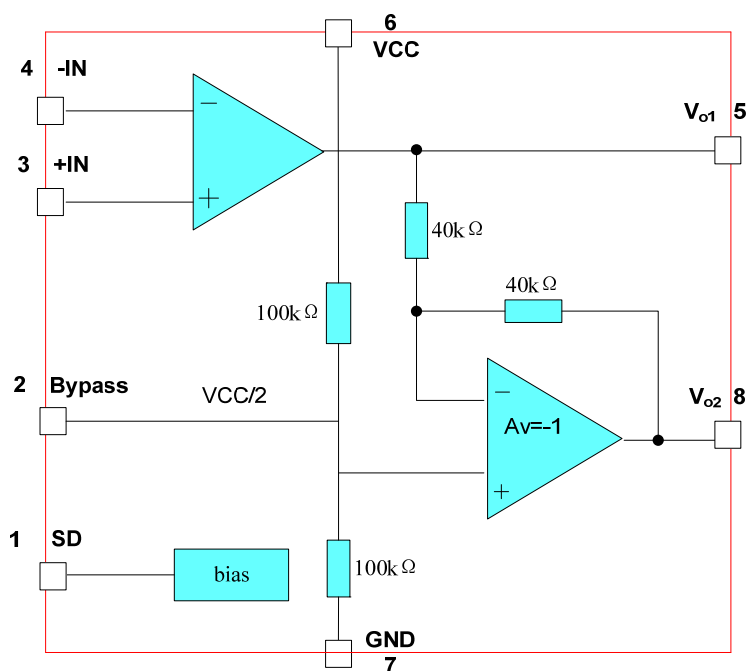 6
VCC
4 -IN
3 +IN
−
+
Vo1 5
40kΩ
40kΩ
100kΩ
2 Bypass
VCC/2
−
Av=-1
+
Vo2 8
1 SD
bias
100kΩ
GND
7